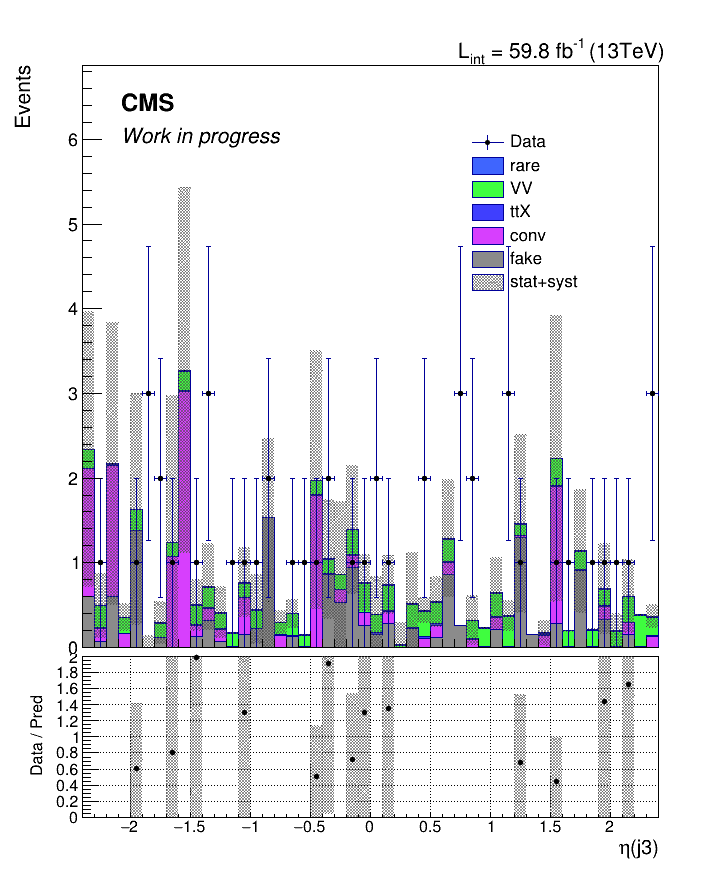 L_int = 59.8 fb^-1 (13TeV)
Events
CMS
Work in progress
Data
rare
VV
ttX
conv
fake
stat+syst
6
5
4
3
2
1
0
Data / Pred
2
1.8
1.6
1.4
1.2
1
0.8
0.6
0.4
0.2
0
−2 −1.5 −1 −0.5 0 0.5 1 1.5 2
η(j3)